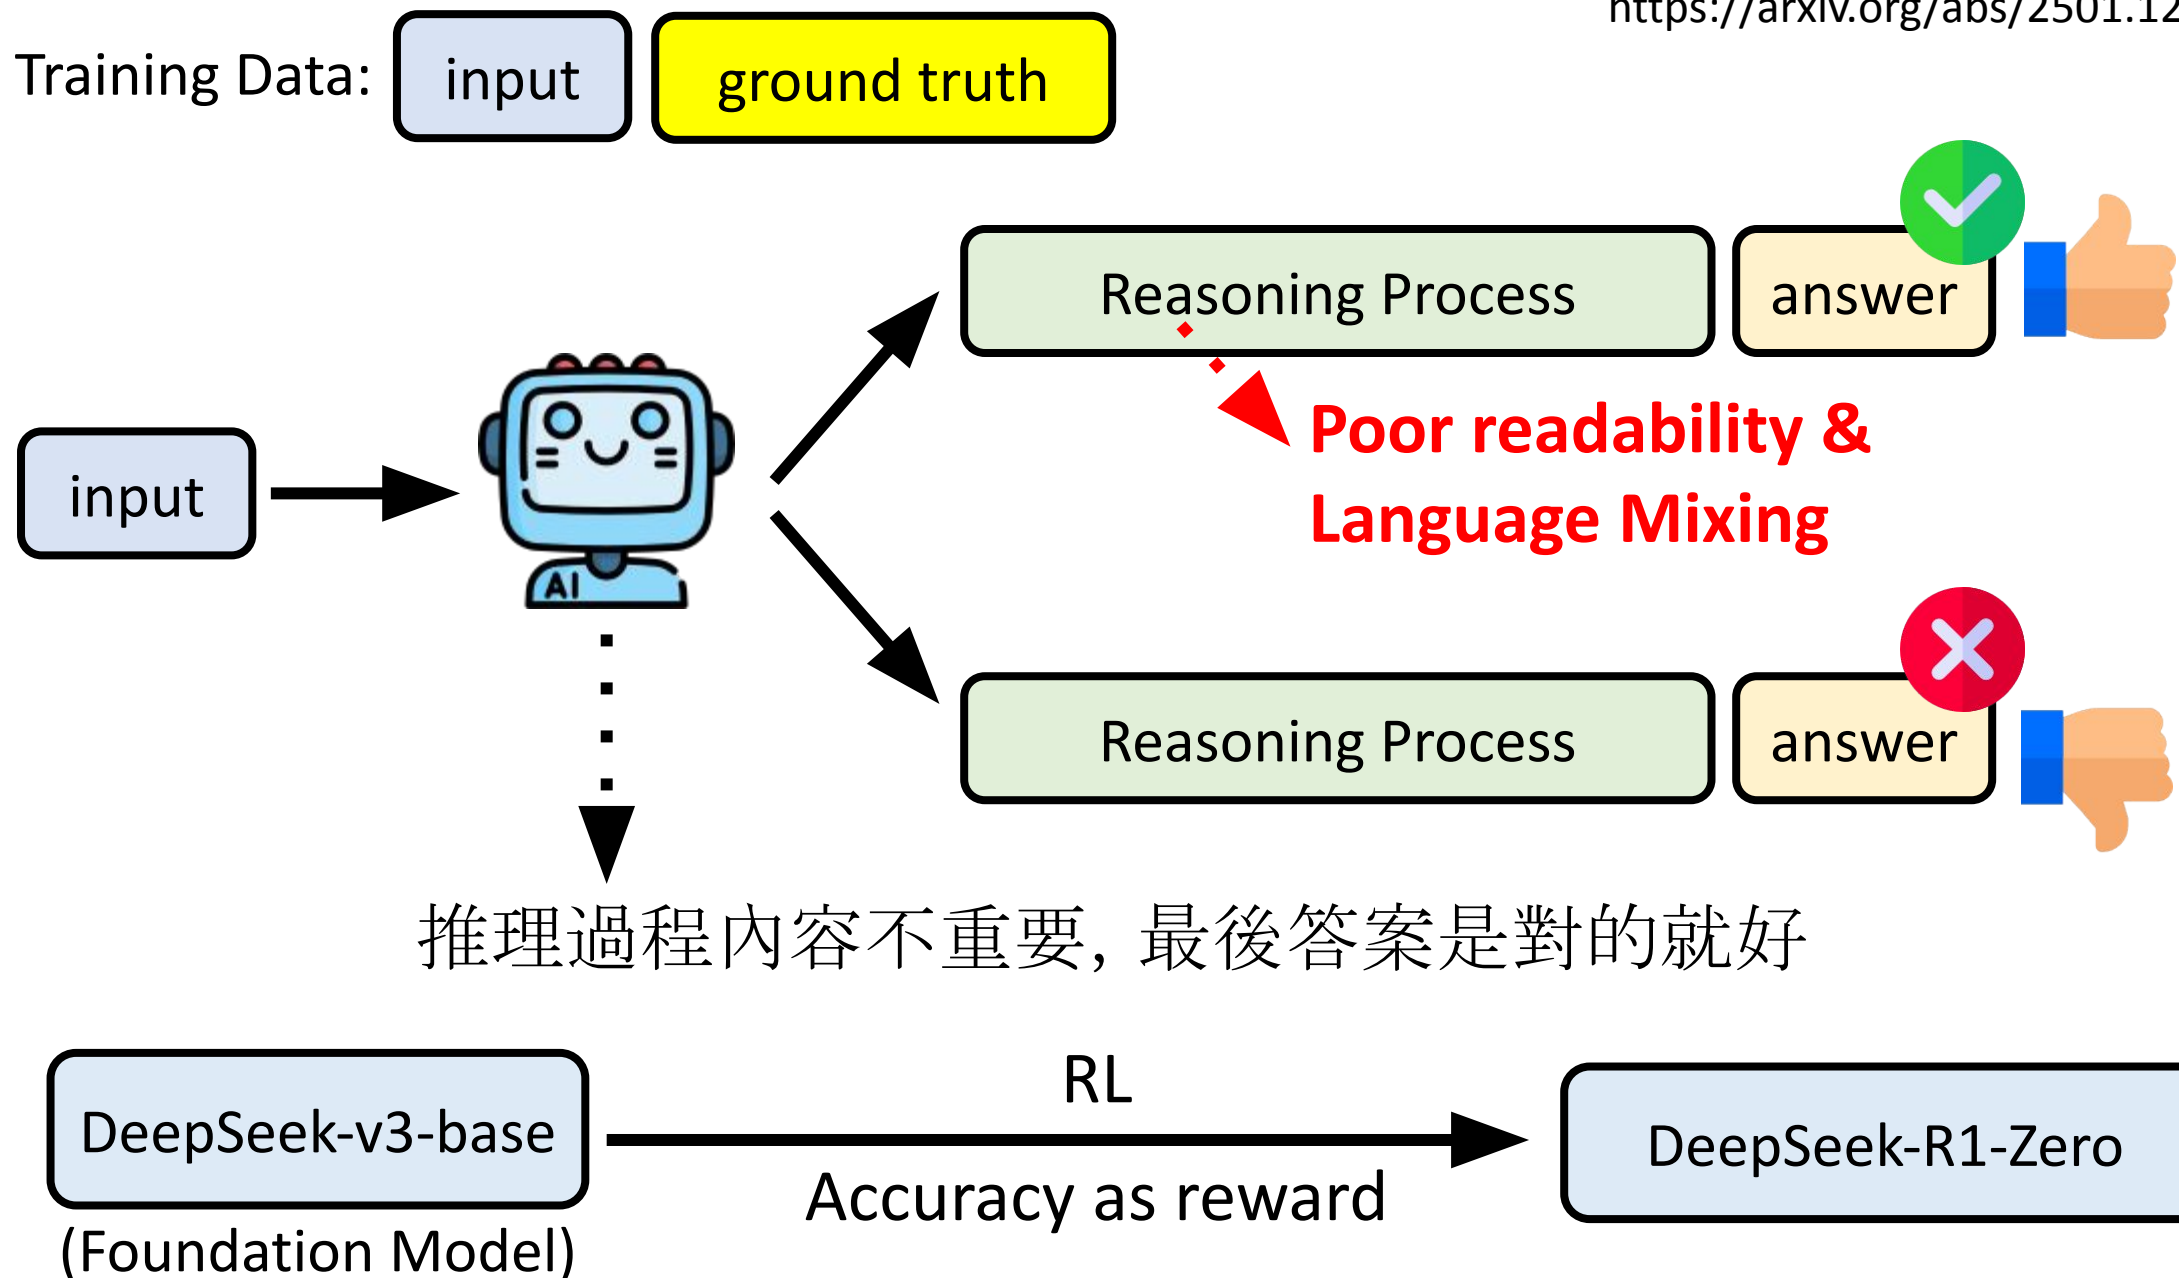 https://arxiv.org/abs/2501.12
Training Data:
input
ground truth
Reasoning Process
answer
Poor readability &
Language Mixing
input
AI
Reasoning Process
answer
推理過程內容不重要, 最後答案是對的就好
RL
DeepSeek-v3-base
DeepSeek-R1-Zero
Accuracy as reward
(Foundation Model)